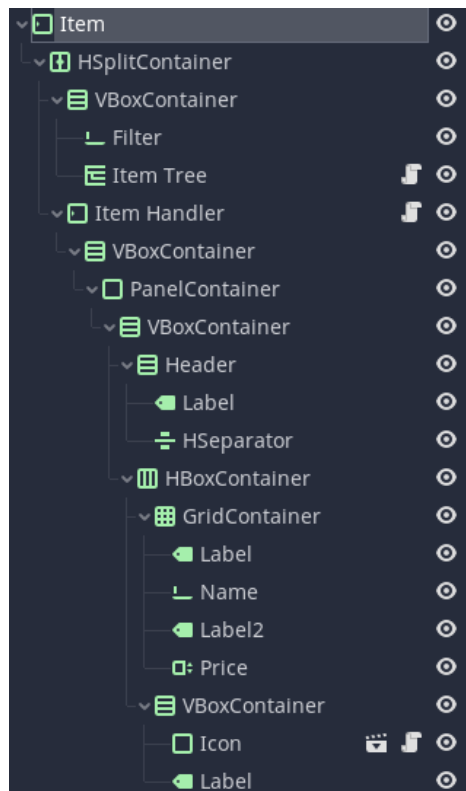 Item
HSplitContainer
VBoxContainer
Filter
Item Tree
Item Handler
VBoxContainer
PanelContainer
VBoxContainer
Header
Label
HSeparator
HBoxContainer
GridContainer
Label
Name
Label2
Price
VBoxContainer
Icon
Label